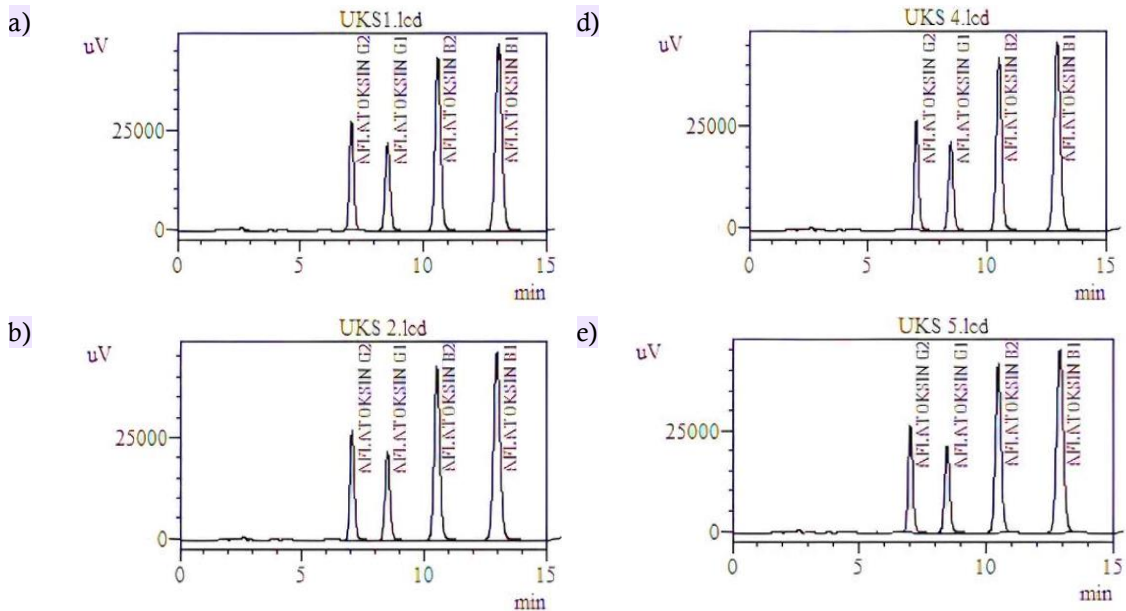 a)
UKS1.lcd
uV
25000
0
AFLATOKSIN G2
AFLATOKSIN G1
AFLATOKSIN B2
AFLATOKSIN B1
0 5 10 15
min
d)
UKS 4.lcd
uV
25000
0
AFLATOKSIN G2
AFLATOKSIN G1
AFLATOKSIN B2
AFLATOKSIN B1
0 5 10 15
min
b)
UKS 2.lcd
uV
25000
0
AFLATOKSIN G2
AFLATOKSIN G1
AFLATOKSIN B2
AFLATOKSIN B1
0 5 10 15
min
e)
UKS 5.lcd
uV
25000
0
AFLATOKSIN G2
AFLATOKSIN G1
AFLATOKSIN B2
AFLATOKSIN B1
0 5 10 15
min